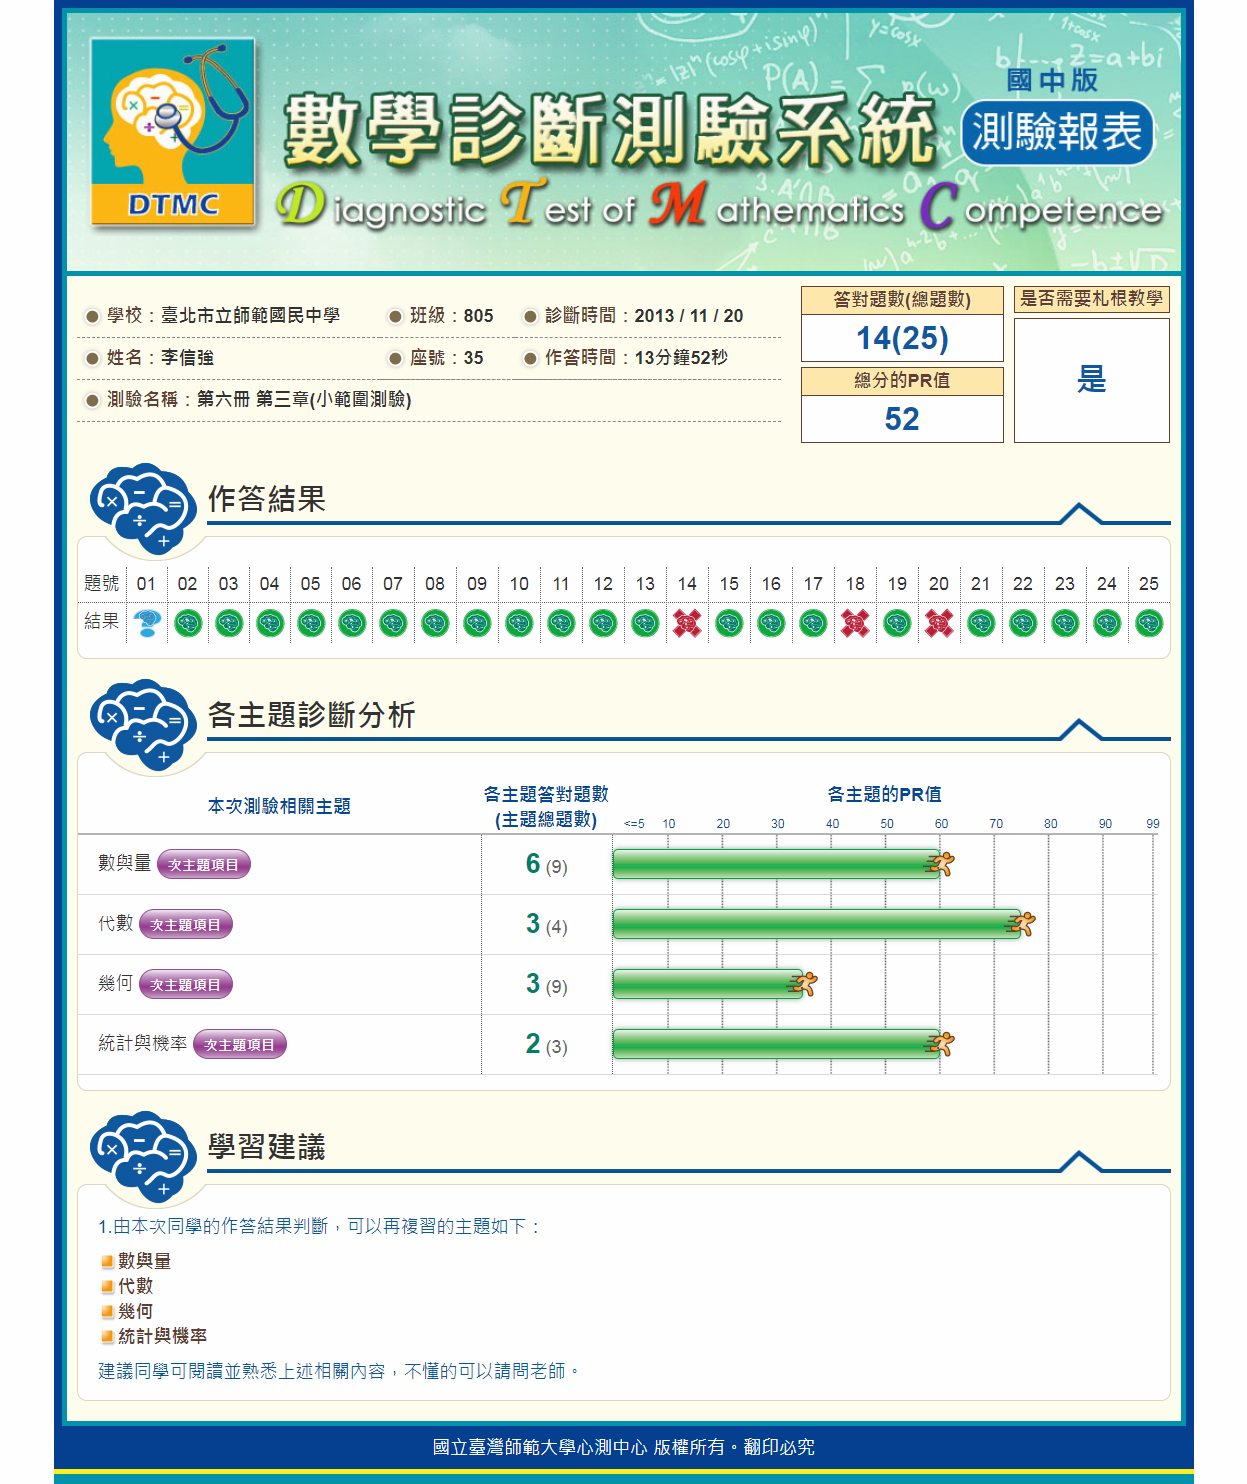 國中版
數學診斷測驗系統
測驗報表
DTMC
Diagnostic Test of Mathematics Competence
學校：臺北市立師範國民中學 班級：805 診斷時間：2013 / 11 / 20
姓名：李信強 座號：35 作答時間：13分鐘52秒
測驗名稱：第六冊 第三章(小範圍測驗)
答對題數(總題數)
14(25)
總分的PR值
52
是否需要札根教學
是
作答結果
題號 01 02 03 04 05 06 07 08 09 10 11 12 13 14 15 16 17 18 19 20 21 22 23 24 25
結果
各主題診斷分析
本次測驗相關主題
各主題答對題數
(主題總題數)
各主題的PR值
<=5 10 20 30 40 50 60 70 80 90 99
數與量 次主題項目 6 (9)
代數 次主題項目 3 (4)
幾何 次主題項目 3 (9)
統計與機率 次主題項目 2 (3)
學習建議
1.由本次同學的作答結果判斷，可以再複習的主題如下：
數與量
代數
幾何
統計與機率
建議同學可閱讀並熟悉上述相關內容，不懂的可以請問老師。
國立臺灣師範大學心測中心 版權所有。翻印必究